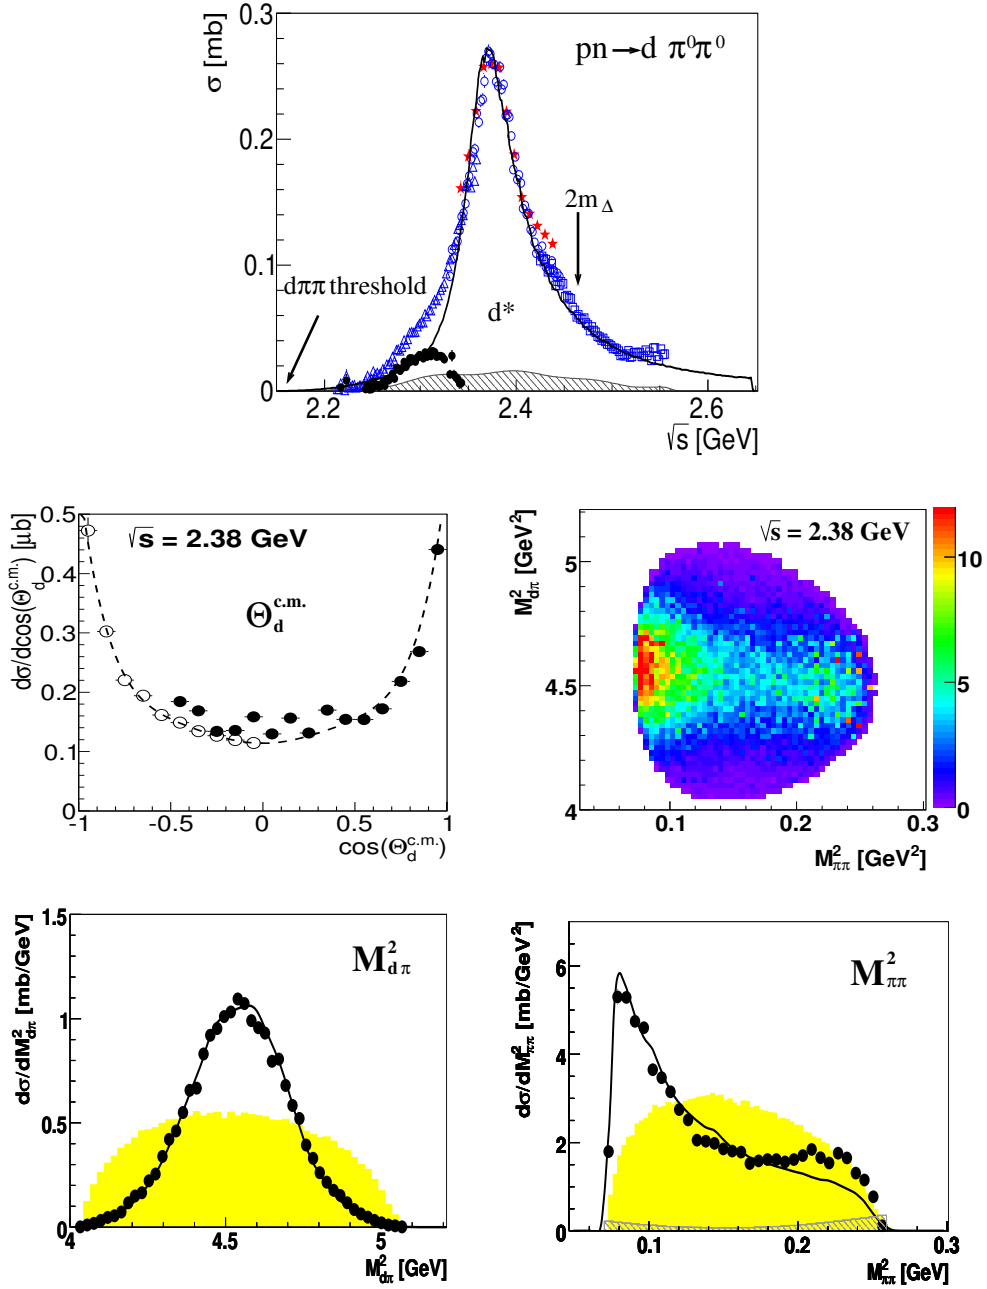 σ [mb]
0.3
0.2
0.1
0
pn → d π⁰π⁰
2m_Δ
dππ threshold
d*
2.2 2.4 2.6
√s [GeV]
dσ/dcos(Θ_d^c.m.) [μb]
0.5
0.4
0.3
0.2
0.1
0
√s = 2.38 GeV
Θ_d^c.m.
-1 -0.5 0 0.5 1
cos(Θ_d^c.m.)
M²_dπ [GeV²]
5
4.5
4
√s = 2.38 GeV
10
5
0
0.1 0.2 0.3
M²_ππ [GeV²]
dσ/dM²_dπ [mb/GeV]
1.5
1
0.5
0
M²_dπ
4 4.5 5
M²_dπ [GeV]
dσ/dM²_ππ [mb/GeV²]
6
4
2
0
M²_ππ
0.1 0.2 0.3
M²_ππ [GeV]